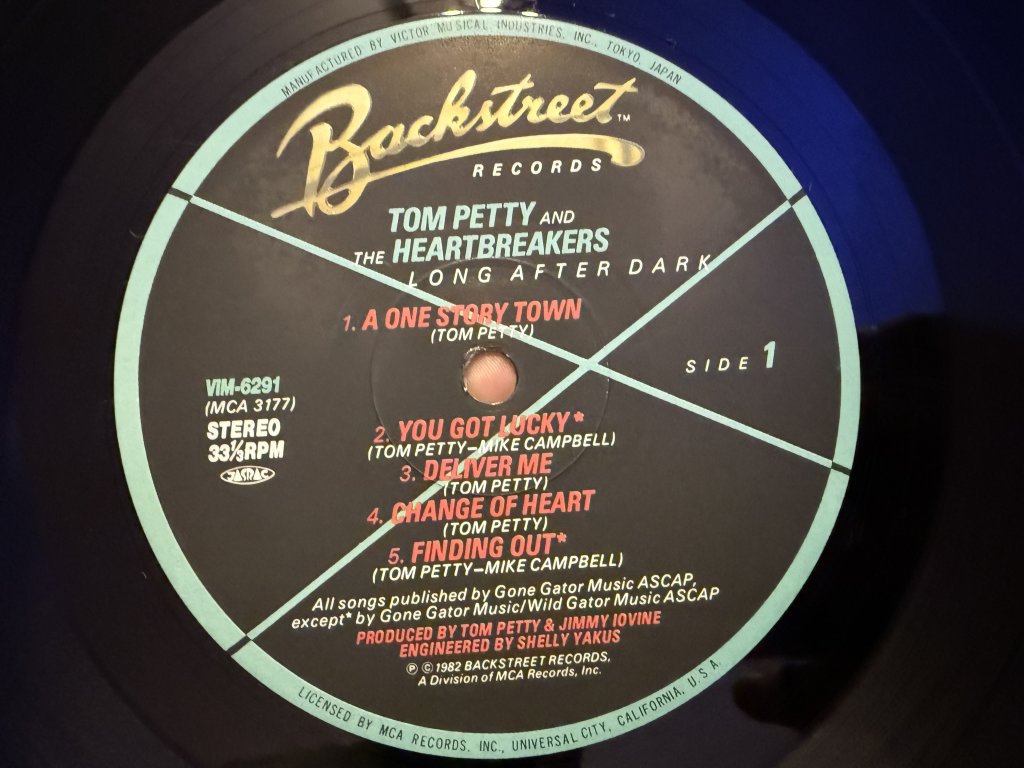 MANUFACTURED BY VICTOR MUSICAL INDUSTRIES, INC., TOKYO, JAPAN
Backstreet™
RECORDS
TOM PETTY AND
THE HEARTBREAKERS
LONG AFTER DARK
1. A ONE STORY TOWN
(TOM PETTY)
SIDE 1
VIM-6291
(MCA 3177)
STEREO
33⅓RPM
JASRAC
2. YOU GOT LUCKY*
(TOM PETTY–MIKE CAMPBELL)
3. DELIVER ME
(TOM PETTY)
4. CHANGE OF HEART
(TOM PETTY)
5. FINDING OUT*
(TOM PETTY–MIKE CAMPBELL)
All songs published by Gone Gator Music ASCAP,
except* by Gone Gator Music/Wild Gator Music ASCAP
PRODUCED BY TOM PETTY & JIMMY IOVINE
ENGINEERED BY SHELLY YAKUS
℗ © 1982 BACKSTREET RECORDS,
A Division of MCA Records, Inc.
LICENSED BY MCA RECORDS, INC., UNIVERSAL CITY, CALIFORNIA, U.S.A.